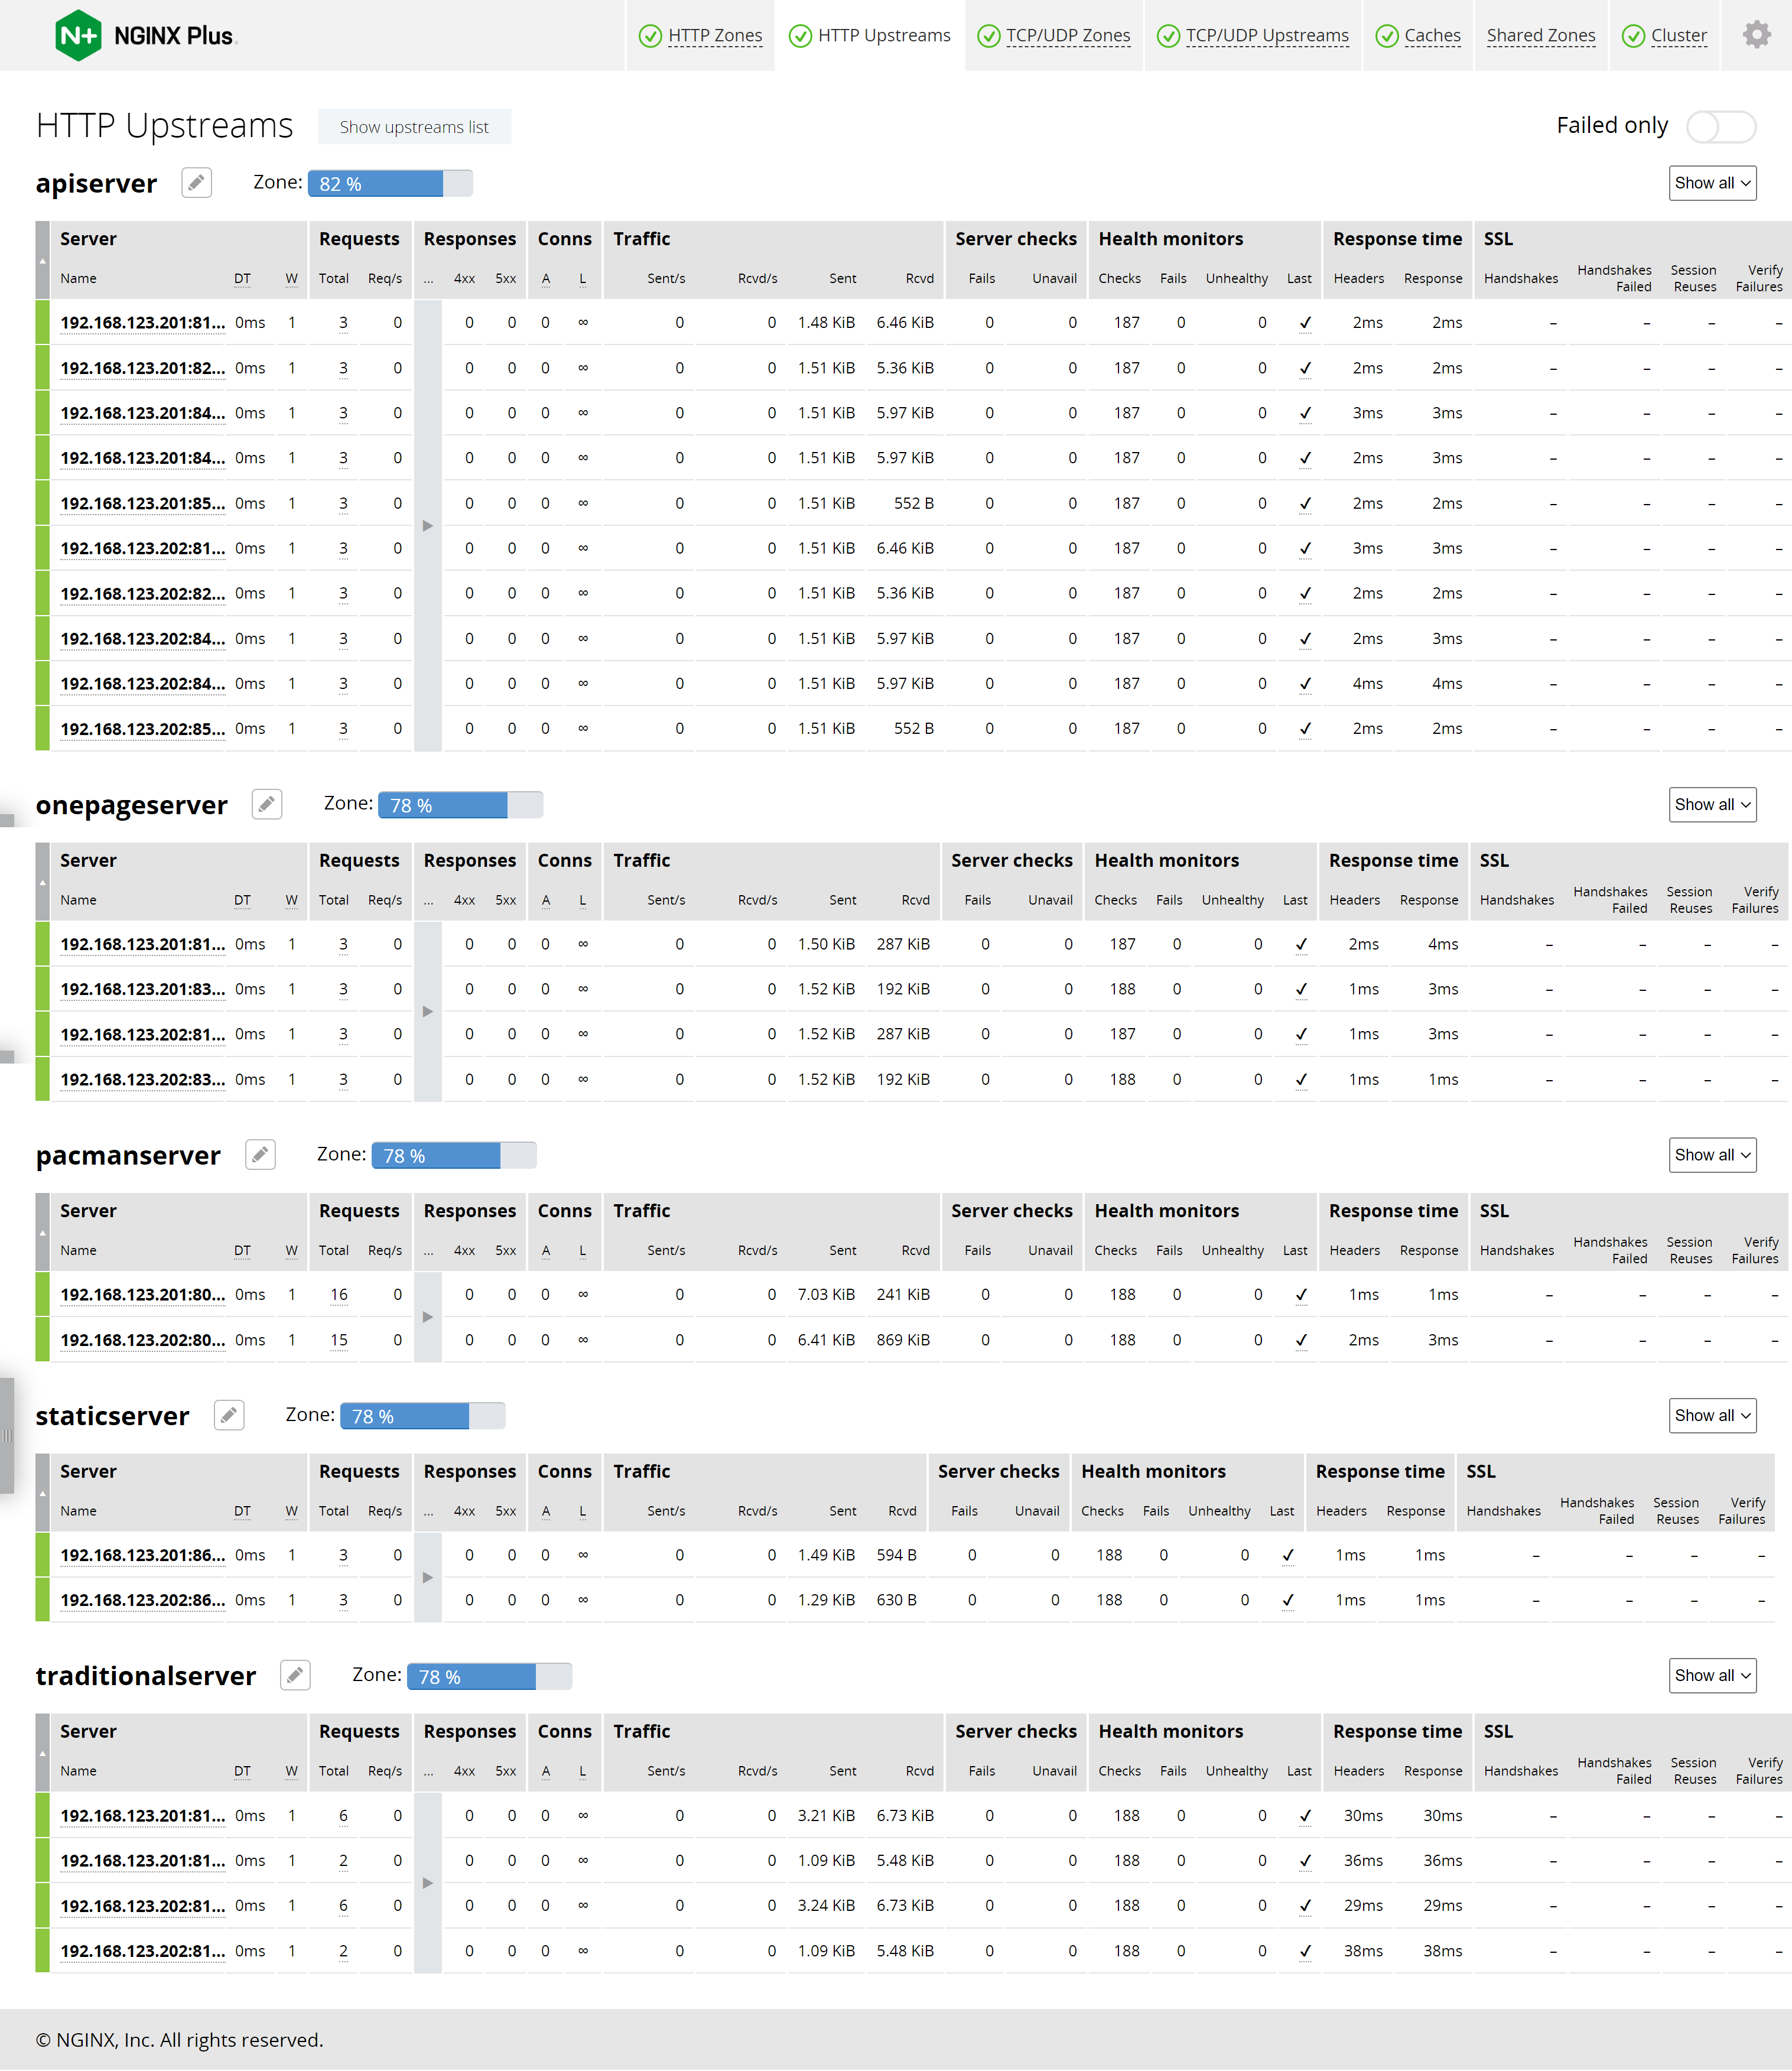 N+ NGINX Plus
HTTP Zones HTTP Upstreams TCP/UDP Zones TCP/UDP Upstreams Caches Shared Zones Cluster
HTTP Upstreams Show upstreams list Failed only
apiserver Zone: 82 % Show all
Server Requests Responses Conns Traffic Server checks Health monitors Response time SSL
Name DT W Total Req/s ... 4xx 5xx A L Sent/s Rcvd/s Sent Rcvd Fails Unavail Checks Fails Unhealthy Last Headers Response Handshakes Handshakes Failed Session Reuses Verify Failures
192.168.123.201:81... 0ms 1 3 0 0 0 0 ∞ 0 0 1.48 KiB 6.46 KiB 0 0 187 0 0 ✓ 2ms 2ms – – – –
192.168.123.201:82... 0ms 1 3 0 0 0 0 ∞ 0 0 1.51 KiB 5.36 KiB 0 0 187 0 0 ✓ 2ms 2ms – – – –
192.168.123.201:84... 0ms 1 3 0 0 0 0 ∞ 0 0 1.51 KiB 5.97 KiB 0 0 187 0 0 ✓ 3ms 3ms – – – –
192.168.123.201:84... 0ms 1 3 0 0 0 0 ∞ 0 0 1.51 KiB 5.97 KiB 0 0 187 0 0 ✓ 2ms 3ms – – – –
192.168.123.201:85... 0ms 1 3 0 0 0 0 ∞ 0 0 1.51 KiB 552 B 0 0 187 0 0 ✓ 2ms 2ms – – – –
192.168.123.202:81... 0ms 1 3 0 0 0 0 ∞ 0 0 1.51 KiB 6.46 KiB 0 0 187 0 0 ✓ 3ms 3ms – – – –
192.168.123.202:82... 0ms 1 3 0 0 0 0 ∞ 0 0 1.51 KiB 5.36 KiB 0 0 187 0 0 ✓ 2ms 2ms – – – –
192.168.123.202:84... 0ms 1 3 0 0 0 0 ∞ 0 0 1.51 KiB 5.97 KiB 0 0 187 0 0 ✓ 2ms 3ms – – – –
192.168.123.202:84... 0ms 1 3 0 0 0 0 ∞ 0 0 1.51 KiB 5.97 KiB 0 0 187 0 0 ✓ 4ms 4ms – – – –
192.168.123.202:85... 0ms 1 3 0 0 0 0 ∞ 0 0 1.51 KiB 552 B 0 0 187 0 0 ✓ 2ms 2ms – – – –
onepageserver Zone: 78 % Show all
Server Requests Responses Conns Traffic Server checks Health monitors Response time SSL
Name DT W Total Req/s ... 4xx 5xx A L Sent/s Rcvd/s Sent Rcvd Fails Unavail Checks Fails Unhealthy Last Headers Response Handshakes Handshakes Failed Session Reuses Verify Failures
192.168.123.201:81... 0ms 1 3 0 0 0 0 ∞ 0 0 1.50 KiB 287 KiB 0 0 187 0 0 ✓ 2ms 4ms – – – –
192.168.123.201:83... 0ms 1 3 0 0 0 0 ∞ 0 0 1.52 KiB 192 KiB 0 0 188 0 0 ✓ 1ms 3ms – – – –
192.168.123.202:81... 0ms 1 3 0 0 0 0 ∞ 0 0 1.52 KiB 287 KiB 0 0 187 0 0 ✓ 1ms 3ms – – – –
192.168.123.202:83... 0ms 1 3 0 0 0 0 ∞ 0 0 1.52 KiB 192 KiB 0 0 188 0 0 ✓ 1ms 1ms – – – –
pacmanserver Zone: 78 % Show all
Server Requests Responses Conns Traffic Server checks Health monitors Response time SSL
Name DT W Total Req/s ... 4xx 5xx A L Sent/s Rcvd/s Sent Rcvd Fails Unavail Checks Fails Unhealthy Last Headers Response Handshakes Handshakes Failed Session Reuses Verify Failures
192.168.123.201:80... 0ms 1 16 0 0 0 0 ∞ 0 0 7.03 KiB 241 KiB 0 0 188 0 0 ✓ 1ms 1ms – – – –
192.168.123.202:80... 0ms 1 15 0 0 0 0 ∞ 0 0 6.41 KiB 869 KiB 0 0 188 0 0 ✓ 2ms 3ms – – – –
staticserver Zone: 78 % Show all
Server Requests Responses Conns Traffic Server checks Health monitors Response time SSL
Name DT W Total Req/s ... 4xx 5xx A L Sent/s Rcvd/s Sent Rcvd Fails Unavail Checks Fails Unhealthy Last Headers Response Handshakes Handshakes Failed Session Reuses Verify Failures
192.168.123.201:86... 0ms 1 3 0 0 0 0 ∞ 0 0 1.49 KiB 594 B 0 0 188 0 0 ✓ 1ms 1ms – – – –
192.168.123.202:86... 0ms 1 3 0 0 0 0 ∞ 0 0 1.29 KiB 630 B 0 0 188 0 0 ✓ 1ms 1ms – – – –
traditionalserver Zone: 78 % Show all
Server Requests Responses Conns Traffic Server checks Health monitors Response time SSL
Name DT W Total Req/s ... 4xx 5xx A L Sent/s Rcvd/s Sent Rcvd Fails Unavail Checks Fails Unhealthy Last Headers Response Handshakes Handshakes Failed Session Reuses Verify Failures
192.168.123.201:81... 0ms 1 6 0 0 0 0 ∞ 0 0 3.21 KiB 6.73 KiB 0 0 188 0 0 ✓ 30ms 30ms – – – –
192.168.123.201:81... 0ms 1 2 0 0 0 0 ∞ 0 0 1.09 KiB 5.48 KiB 0 0 188 0 0 ✓ 36ms 36ms – – – –
192.168.123.202:81... 0ms 1 6 0 0 0 0 ∞ 0 0 3.24 KiB 6.73 KiB 0 0 188 0 0 ✓ 29ms 29ms – – – –
192.168.123.202:81... 0ms 1 2 0 0 0 0 ∞ 0 0 1.09 KiB 5.48 KiB 0 0 188 0 0 ✓ 38ms 38ms – – – –
© NGINX, Inc. All rights reserved.